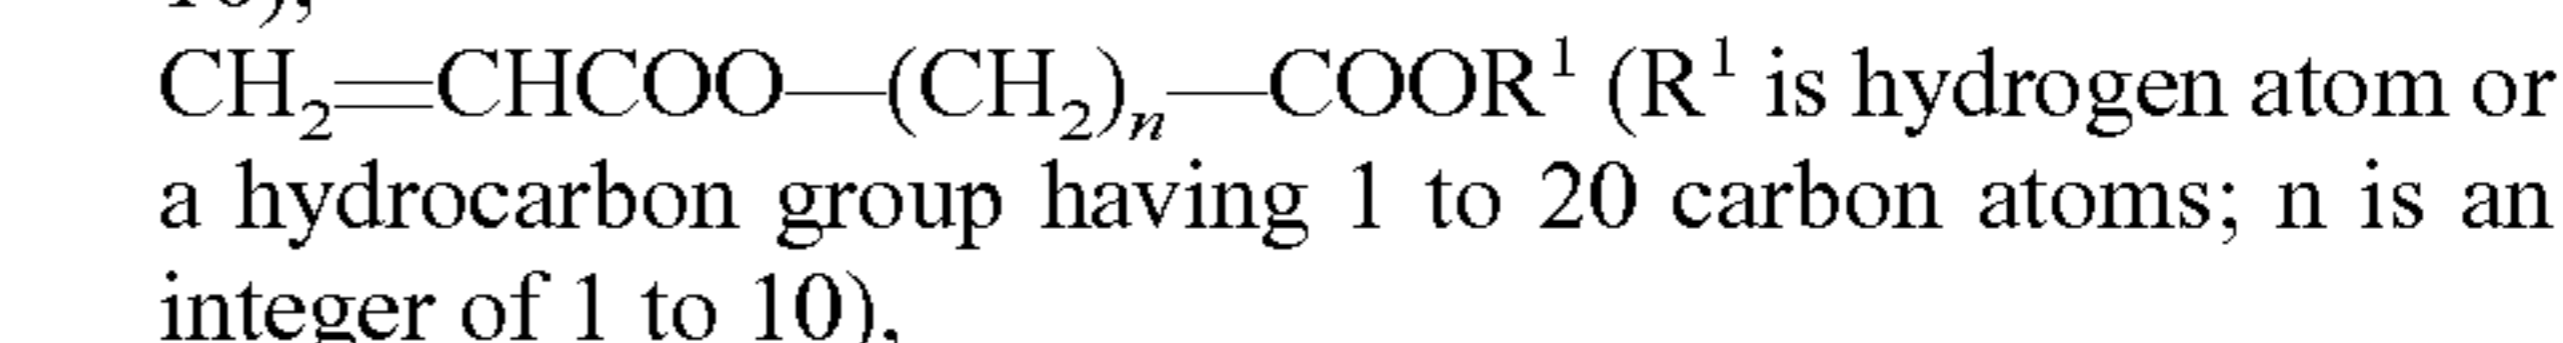 CH₂=CHCOO—(CH₂)ₙ—COOR¹ (R¹ is hydrogen atom or
a hydrocarbon group having 1 to 20 carbon atoms; n is an
integer of 1 to 10),